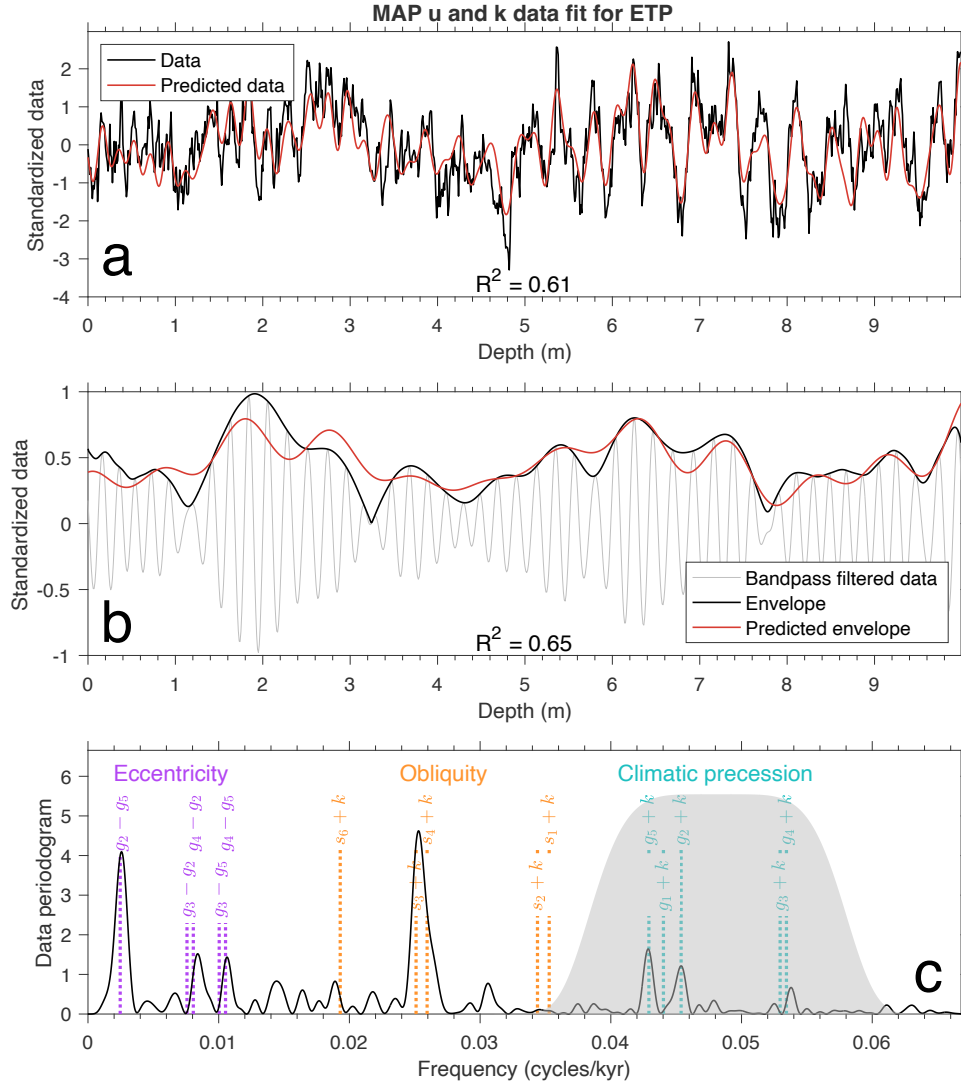 MAP u and k data fit for ETP
Standardized data
2
1
0
-1
-2
-3
-4
Data
Predicted data
a
R² = 0.61
0 1 2 3 4 5 6 7 8 9
Depth (m)
Standardized data
1
0.5
0
-0.5
-1
Bandpass filtered data
Envelope
Predicted envelope
b
R² = 0.65
0 1 2 3 4 5 6 7 8 9
Depth (m)
Data periodogram
6
5
4
3
2
1
0
Eccentricity Obliquity Climatic precession
g₂ − g₅
g₃ − g₂
g₄ − g₂
g₃ − g₅
g₄ − g₅
s₆ + k
s₃ + k
s₄ + k
s₂ + k
s₁ + k
g₅ + k
g₁ + k
g₂ + k
g₃ + k
g₄ + k
c
0 0.01 0.02 0.03 0.04 0.05 0.06
Frequency (cycles/kyr)